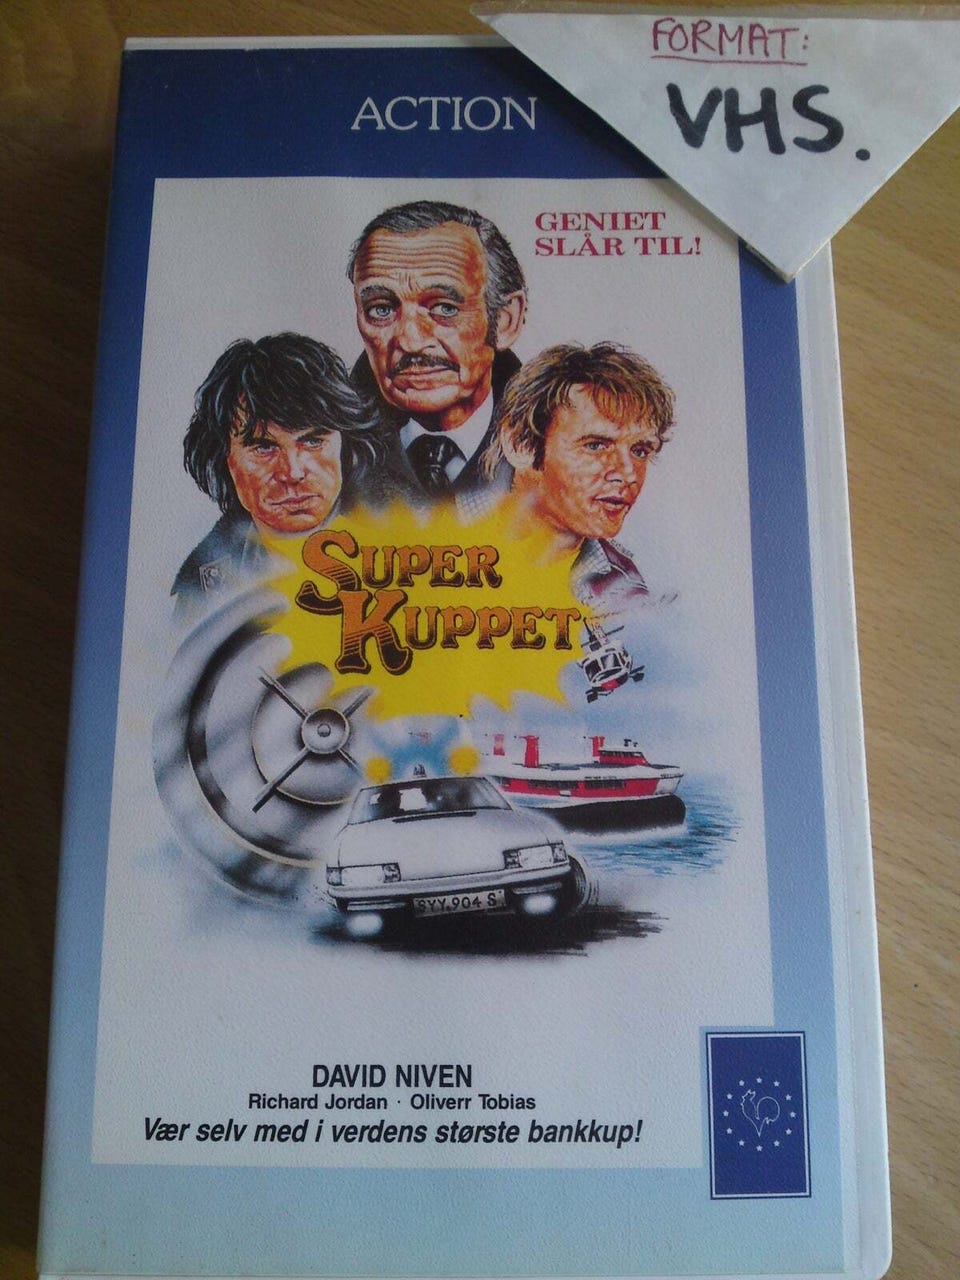 FORMAT:
VHS.
ACTION
GENIET
SLÅR TIL!
SUPER
KUPPET
SYY 904 S
DAVID NIVEN
Richard Jordan · Oliverr Tobias
Vær selv med i verdens største bankkup!